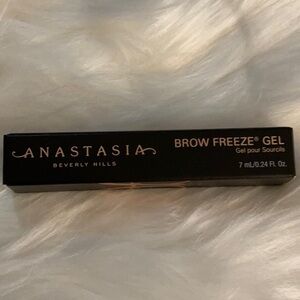 ANASTASIA
BEVERLY HILLS
BROW FREEZE® GEL
Gel pour Sourcils
7 mL/0.24 Fl. Oz.